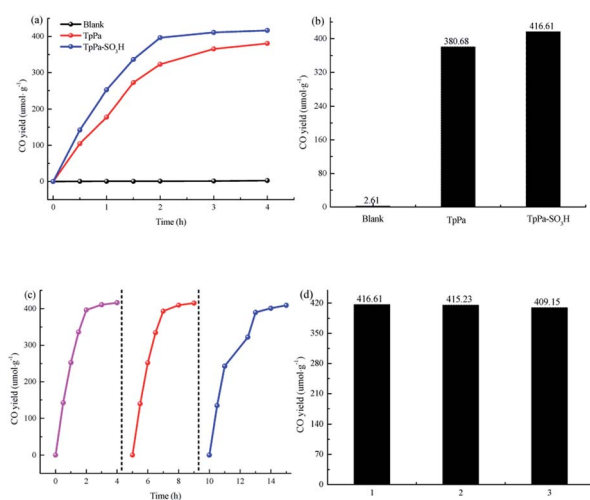 (a)
Blank
TpPa
TpPa-SO3H
400
300
200
100
0
CO yield (umol·g-1)
0 1 2 3 4
Time (h)
(b)
400
320
240
160
80
0
CO yield (umol·g-1)
2.61
380.68
416.61
Blank TpPa TpPa-SO3H
(c)
400
300
200
100
0
CO yield (umol·g-1)
0 2 4 6 8 10 12 14
Time (h)
(d)
420
350
280
210
140
70
0
CO yield (umol·g-1)
416.61 415.23 409.15
1 2 3